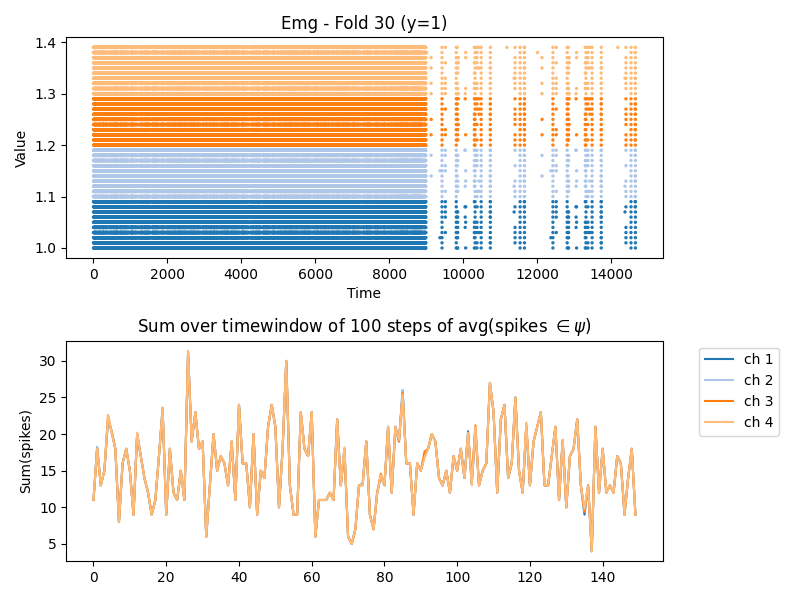 Emg - Fold 30 (y=1)
Value
1.4
1.3
1.2
1.1
1.0
0 2000 4000 6000 8000 10000 12000 14000
Time
Sum over timewindow of 100 steps of avg(spikes ∈ ψ)
Sum(spikes)
30
25
20
15
10
5
0 20 40 60 80 100 120 140
ch 1
ch 2
ch 3
ch 4